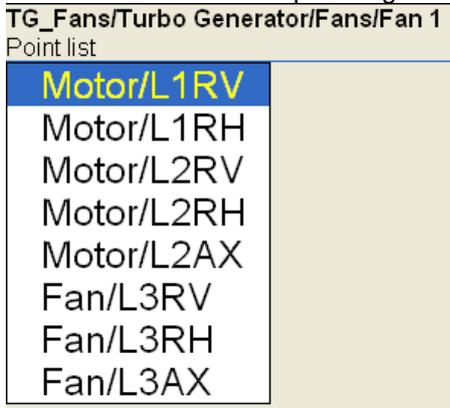 TG_Fans/Turbo Generator/Fans/Fan 1
Point list
Motor/L1RV
Motor/L1RH
Motor/L2RV
Motor/L2RH
Motor/L2AX
Fan/L3RV
Fan/L3RH
Fan/L3AX